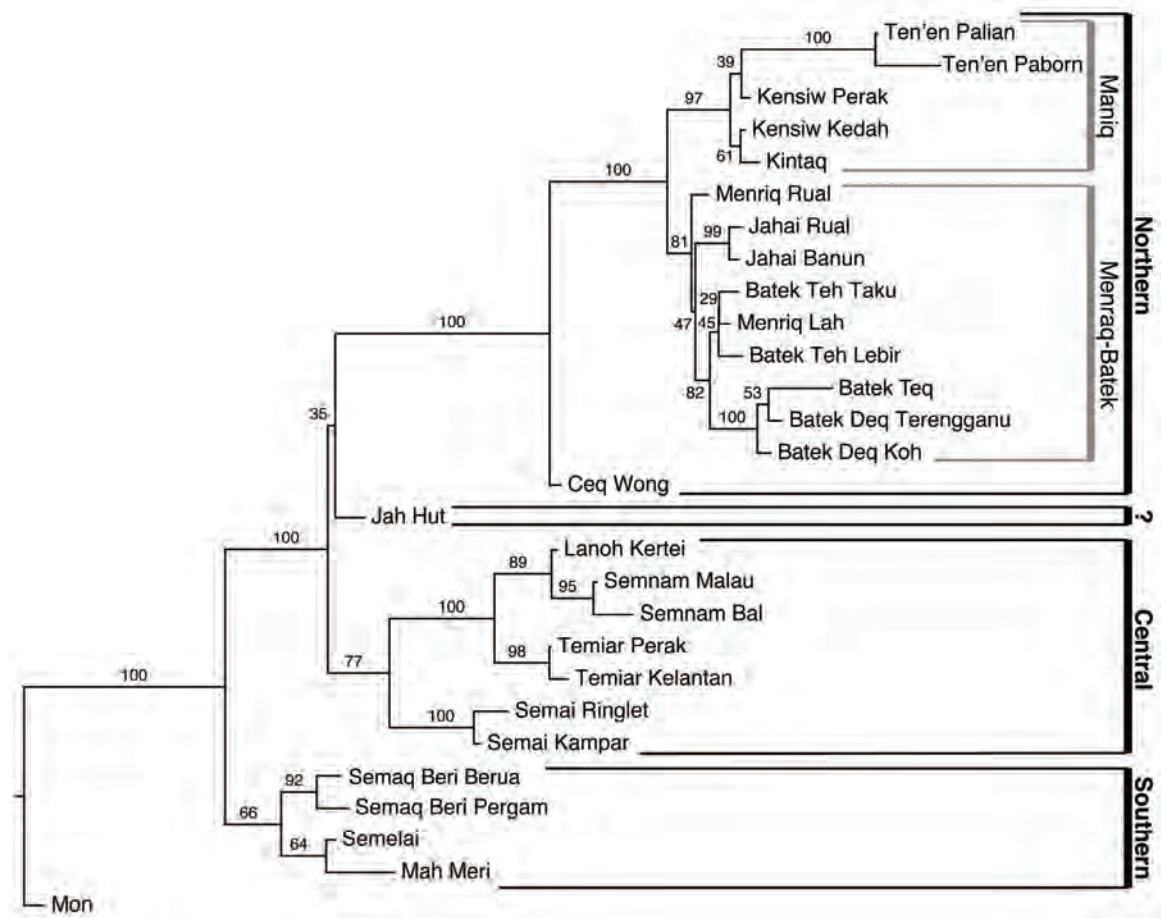 Ten'en Palian
100
39
Ten'en Paborn
Kensiw Perak
97
Kensiw Kedah
61
Kintaq
Maniq
100
Menriq Rual
81
99
Jahai Rual
Jahai Banun
Batek Teh Taku
29
47
45
Menriq Lah
Batek Teh Lebir
82
53
Batek Teq
100
Batek Deq Terengganu
Batek Deq Koh
Menraq-Batek
Northern
100
35
Ceq Wong
Jah Hut
?
100
Lanoh Kertei
89
95
Semnam Malau
Semnam Bal
100
98
Temiar Perak
Temiar Kelantan
77
100
Semai Ringlet
Semai Kampar
Central
100
92
Semaq Beri Berua
Semaq Beri Pergam
66
64
Semelai
Mah Meri
Southern
Mon